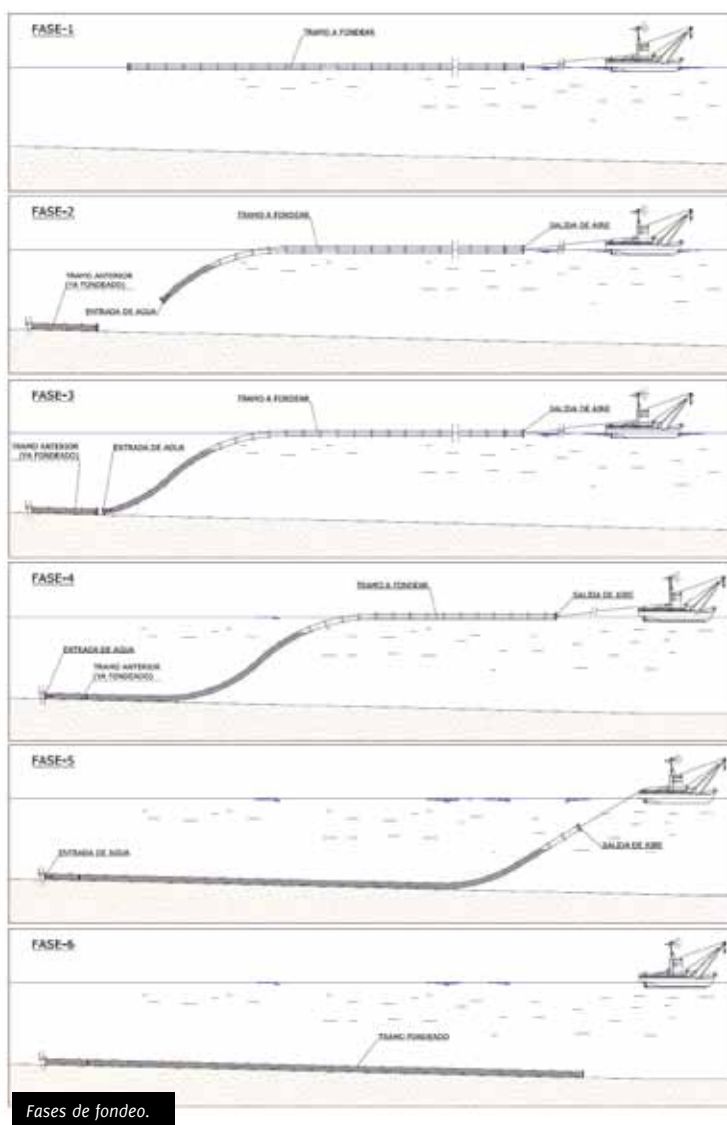 FASE-1
TRAMO A FONDEAR
FASE-2
TRAMO A FONDEAR
SALIDA DE AIRE
TRAMO ANTERIOR
(YA FONDEADO)
ENTRADA DE AGUA
FASE-3
TRAMO A FONDEAR
SALIDA DE AIRE
TRAMO ANTERIOR
(YA FONDEADO)
ENTRADA DE AGUA
FASE-4
TRAMO A FONDEAR
SALIDA DE AIRE
ENTRADA DE AGUA
TRAMO ANTERIOR
(YA FONDEADO)
FASE-5
SALIDA DE AIRE
ENTRADA DE AGUA
FASE-6
TRAMO FONDEADO
Fases de fondeo.